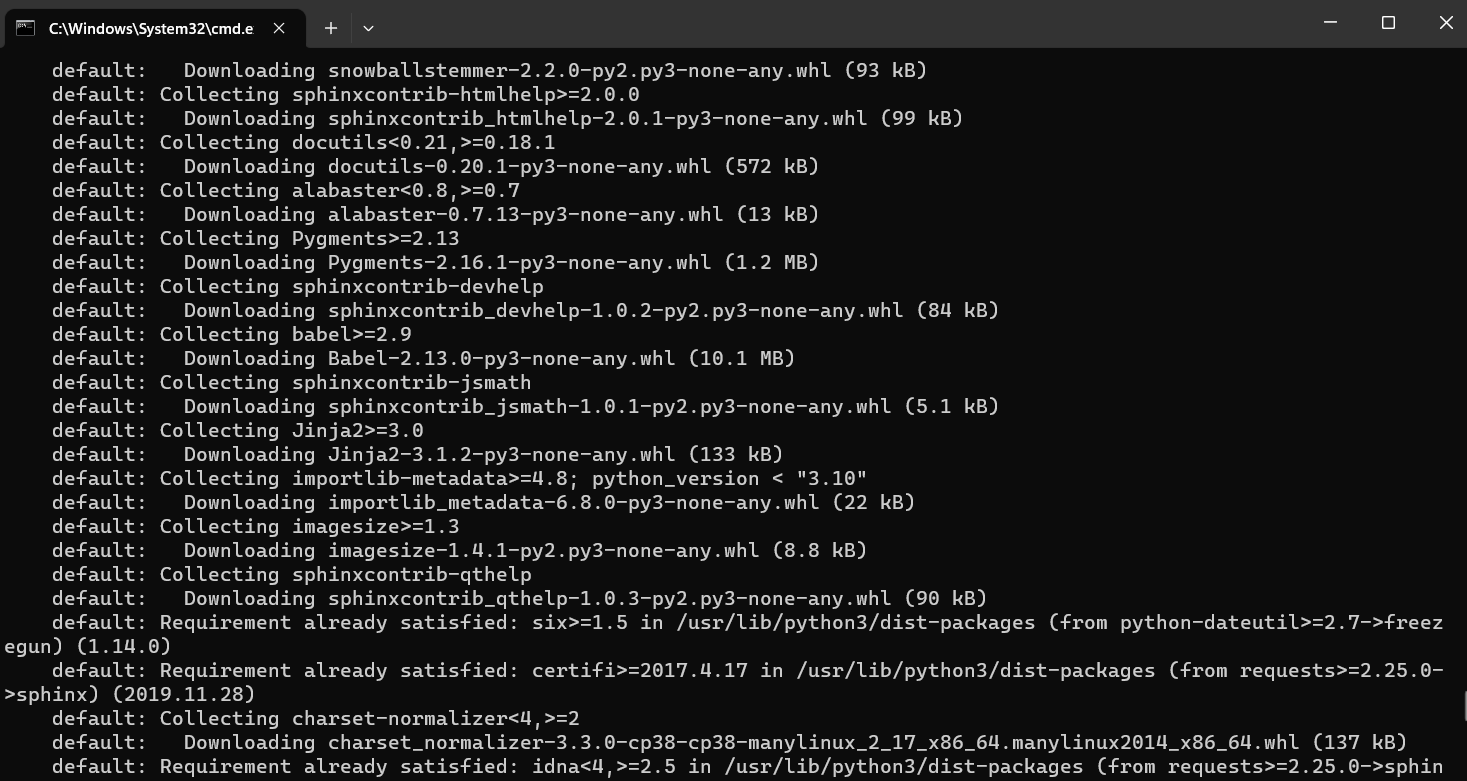 C:\Windows\System32\cmd.e
default:   Downloading snowballstemmer-2.2.0-py2.py3-none-any.whl (93 kB)
default: Collecting sphinxcontrib-htmlhelp>=2.0.0
default:   Downloading sphinxcontrib_htmlhelp-2.0.1-py3-none-any.whl (99 kB)
default: Collecting docutils<0.21,>=0.18.1
default:   Downloading docutils-0.20.1-py3-none-any.whl (572 kB)
default: Collecting alabaster<0.8,>=0.7
default:   Downloading alabaster-0.7.13-py3-none-any.whl (13 kB)
default: Collecting Pygments>=2.13
default:   Downloading Pygments-2.16.1-py3-none-any.whl (1.2 MB)
default: Collecting sphinxcontrib-devhelp
default:   Downloading sphinxcontrib_devhelp-1.0.2-py2.py3-none-any.whl (84 kB)
default: Collecting babel>=2.9
default:   Downloading Babel-2.13.0-py3-none-any.whl (10.1 MB)
default: Collecting sphinxcontrib-jsmath
default:   Downloading sphinxcontrib_jsmath-1.0.1-py2.py3-none-any.whl (5.1 kB)
default: Collecting Jinja2>=3.0
default:   Downloading Jinja2-3.1.2-py3-none-any.whl (133 kB)
default: Collecting importlib-metadata>=4.8; python_version < "3.10"
default:   Downloading importlib_metadata-6.8.0-py3-none-any.whl (22 kB)
default: Collecting imagesize>=1.3
default:   Downloading imagesize-1.4.1-py2.py3-none-any.whl (8.8 kB)
default: Collecting sphinxcontrib-qthelp
default:   Downloading sphinxcontrib_qthelp-1.0.3-py2.py3-none-any.whl (90 kB)
default: Requirement already satisfied: six>=1.5 in /usr/lib/python3/dist-packages (from python-dateutil>=2.7->freez
egun) (1.14.0)
default: Requirement already satisfied: certifi>=2017.4.17 in /usr/lib/python3/dist-packages (from requests>=2.25.0-
>sphinx) (2019.11.28)
default: Collecting charset-normalizer<4,>=2
default:   Downloading charset_normalizer-3.3.0-cp38-cp38-manylinux_2_17_x86_64.manylinux2014_x86_64.whl (137 kB)
default: Requirement already satisfied: idna<4,>=2.5 in /usr/lib/python3/dist-packages (from requests>=2.25.0->sphin